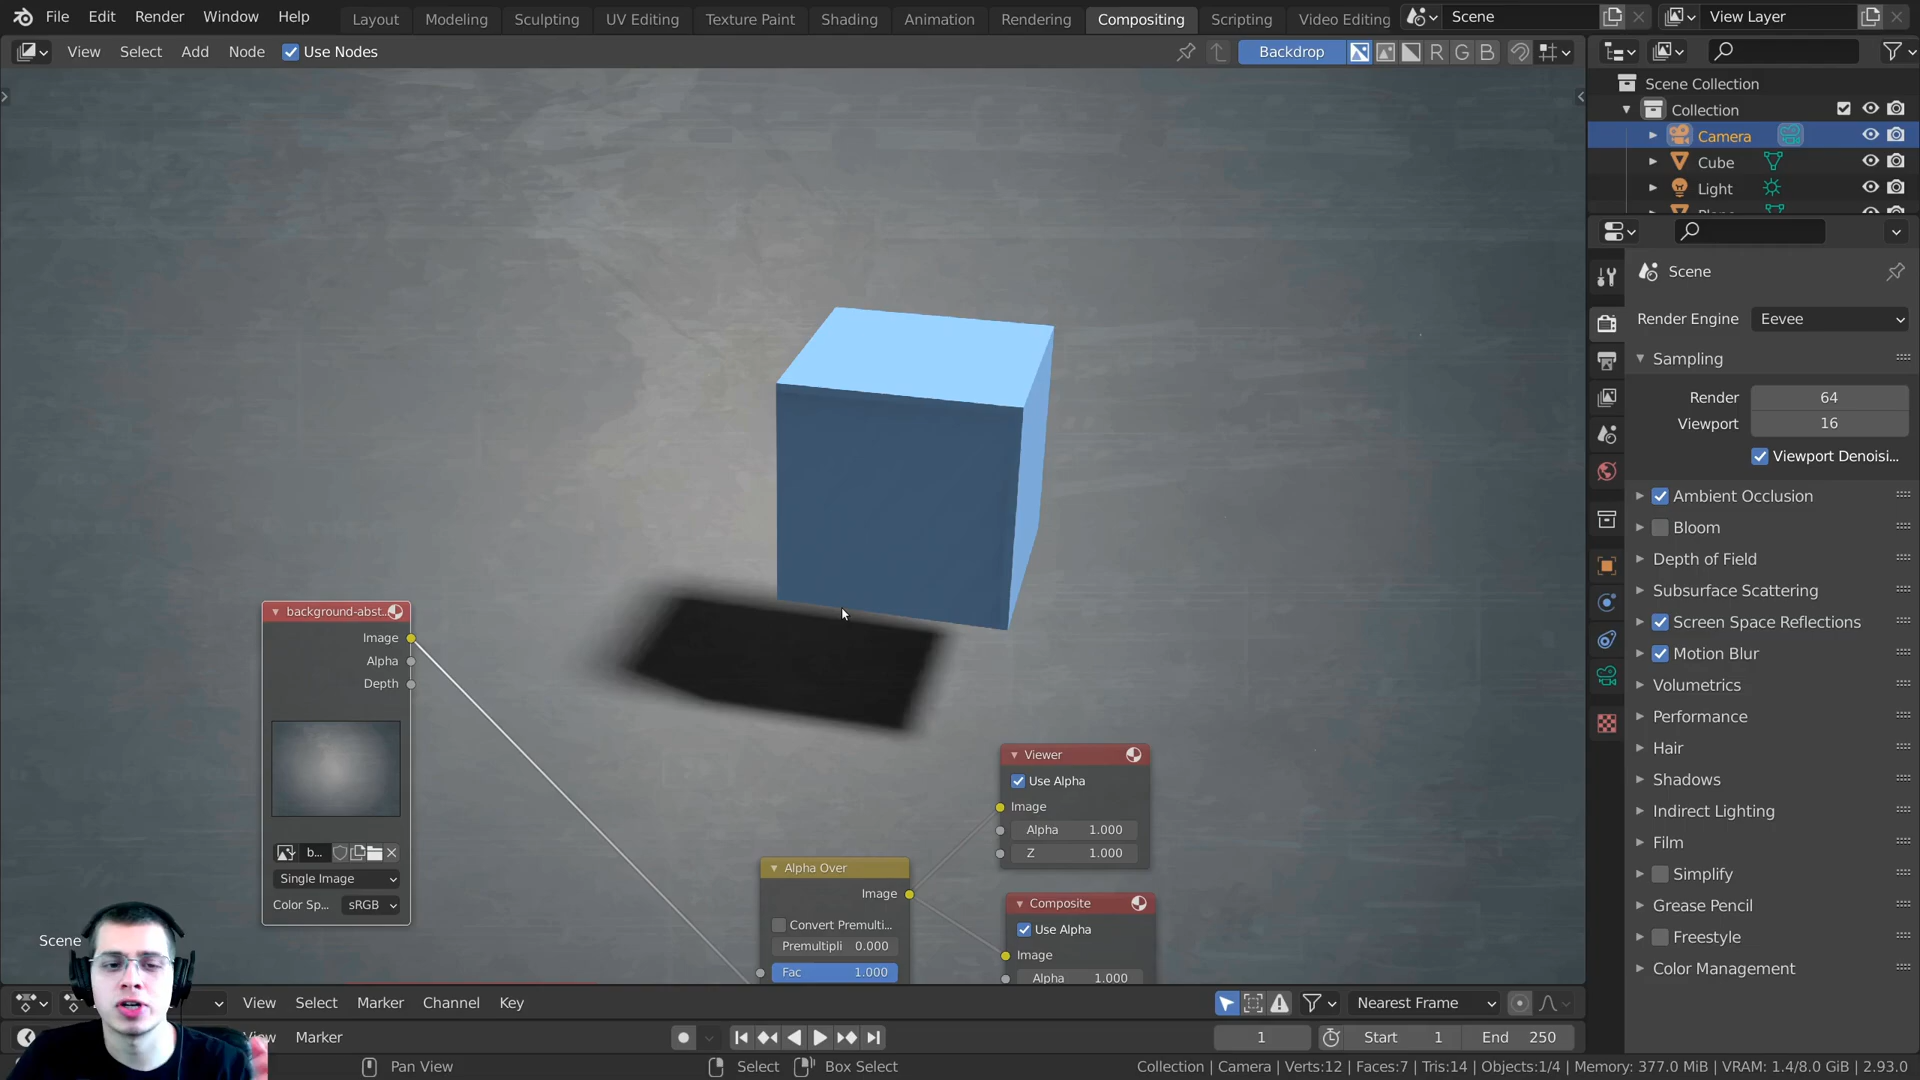 File Edit Render Window Help Layout Modeling Sculpting UV Editing Texture Paint Shading Animation Rendering Compositing Scripting Video Editing Scene View Layer
View Select Add Node Use Nodes Backdrop R G B
Scene Collection
Collection
Camera
Cube
Light
Scene
Render Engine Eevee
Sampling
Render 64
Viewport 16
Viewport Denoisi...
Ambient Occlusion
Bloom
Depth of Field
Subsurface Scattering
Screen Space Reflections
Motion Blur
Volumetrics
Performance
Hair
Shadows
Indirect Lighting
Film
Simplify
Grease Pencil
Freestyle
Color Management
background-abst...
Image
Alpha
Depth
b...
Single Image
Color Sp... sRGB
Viewer
Use Alpha
Image
Alpha 1.000
Z 1.000
Alpha Over
Image
Convert Premulti...
Premultipli 0.000
Fac 1.000
Composite
Use Alpha
Image
Alpha 1.000
Scene
View Select Marker Channel Key Nearest Frame
View Marker 1 Start 1 End 250
Pan View Select Box Select Collection | Camera | Verts:12 | Faces:7 | Tris:14 | Objects:1/4 | Memory: 377.0 MiB | VRAM: 1.4/8.0 GiB | 2.93.0